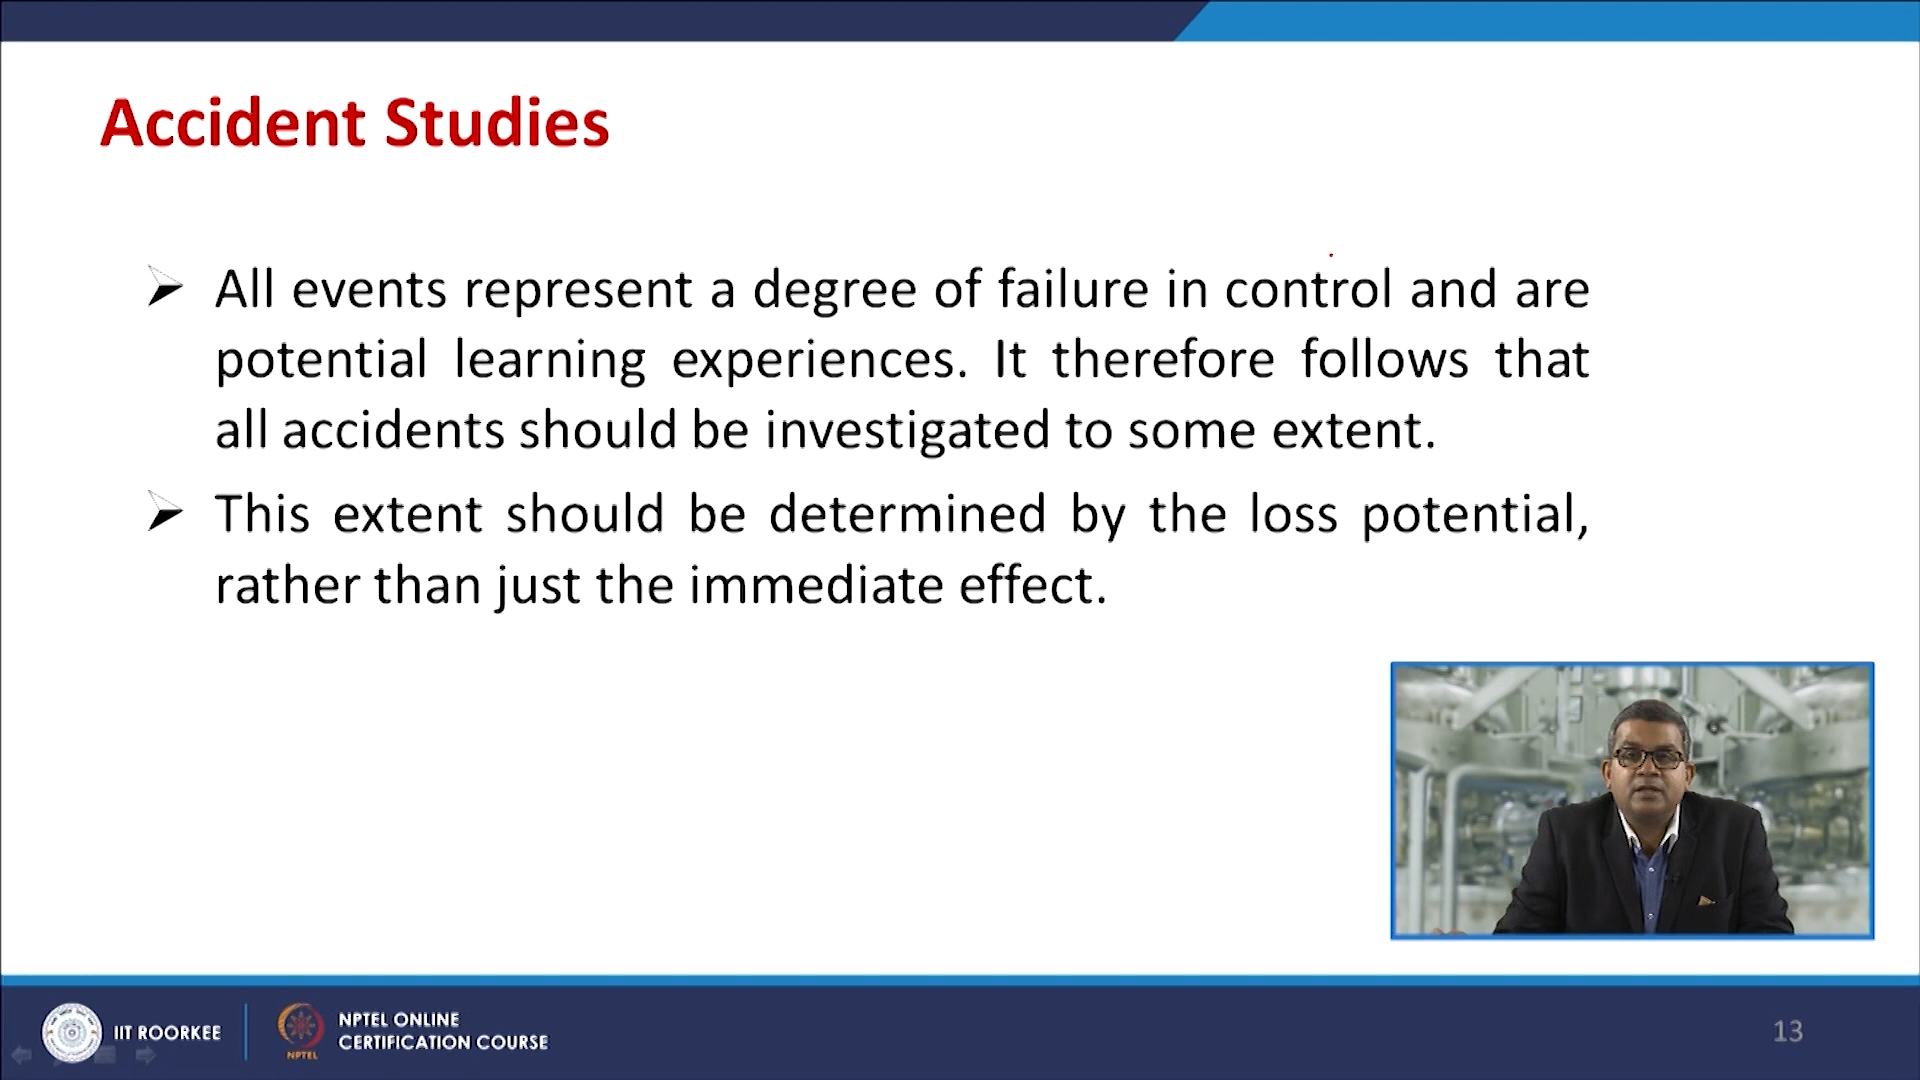 Accident Studies
All events represent a degree of failure in control and are
potential learning experiences. It therefore follows that
all accidents should be investigated to some extent.
This extent should be determined by the loss potential,
rather than just the immediate effect.
IIT ROORKEE
NPTEL
NPTEL ONLINE
CERTIFICATION COURSE
13